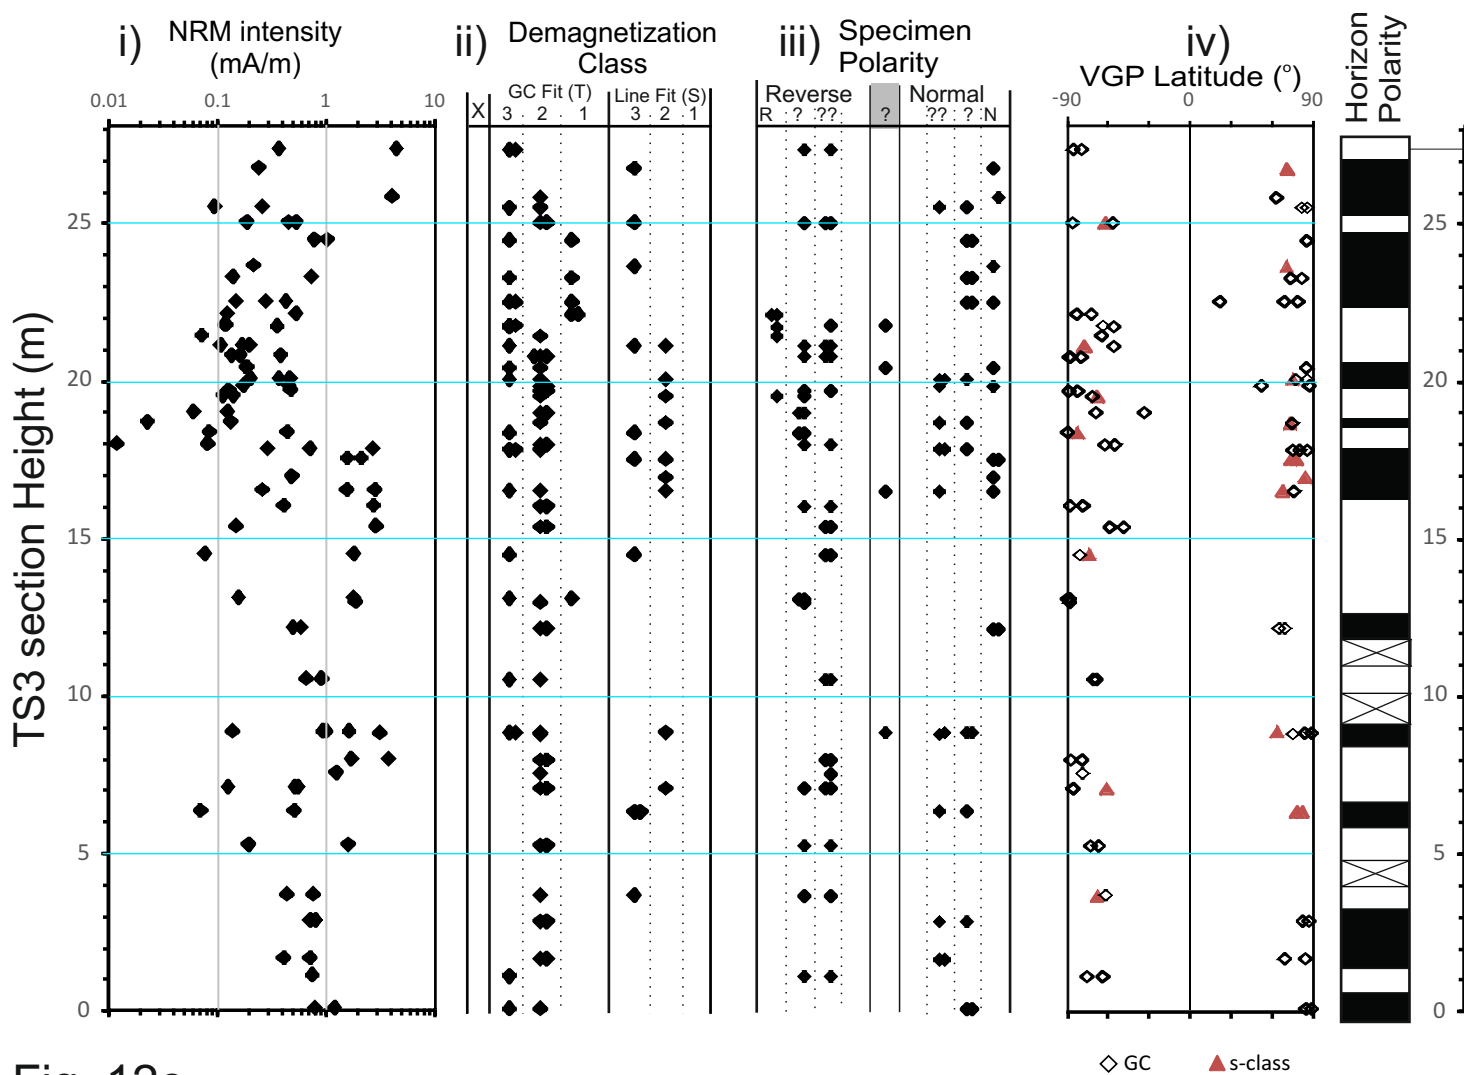 i) NRM intensity (mA/m)
ii) Demagnetization Class
iii) Specimen Polarity
iv) VGP Latitude (°)
Horizon Polarity
0.01 0.1 1 10
X
GC Fit (T)
3 2 1
Line Fit (S)
3 2 1
Reverse
R ? ??
?
Normal
?? ? N
-90 0 90
TS3 section Height (m)
25 25
20 20
15 15
10 10
5 5
0 0
GC
s-class